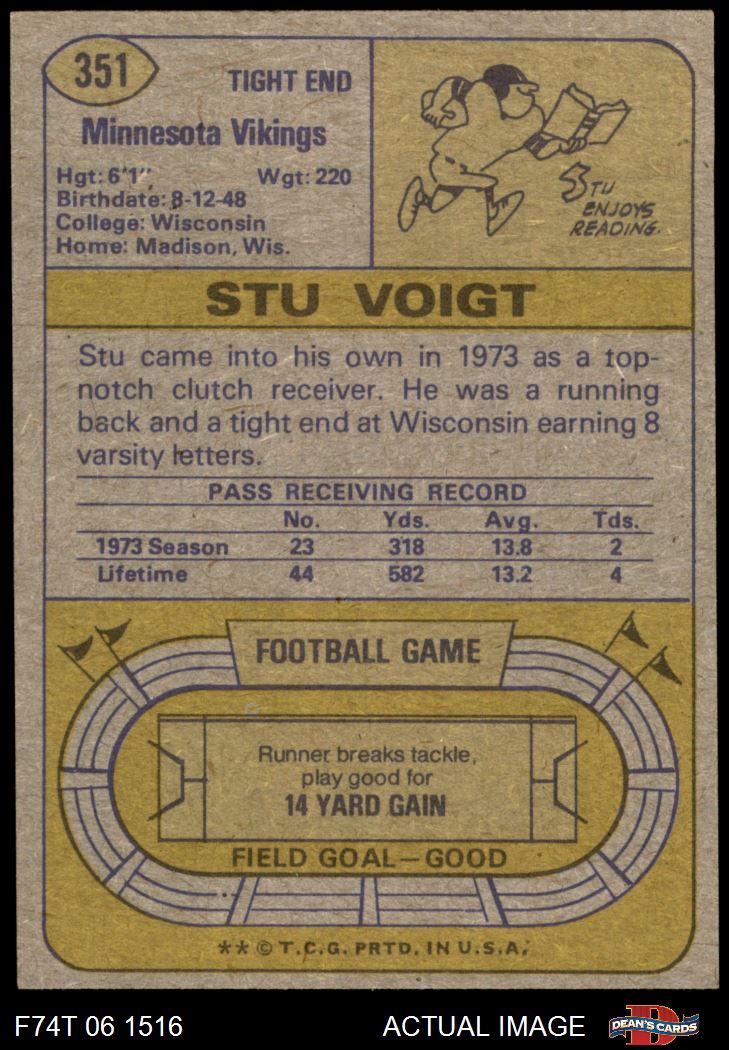 351
TIGHT END
Minnesota Vikings
Hgt: 6'1" Wgt: 220
Birthdate: 8-12-48
College: Wisconsin
Home: Madison, Wis.
STU
ENJOYS
READING.
STU VOIGT
Stu came into his own in 1973 as a top-
notch clutch receiver. He was a running
back and a tight end at Wisconsin earning 8
varsity letters.
PASS RECEIVING RECORD
No. Yds. Avg. Tds.
1973 Season 23 318 13.8 2
Lifetime 44 582 13.2 4
FOOTBALL GAME
Runner breaks tackle,
play good for
14 YARD GAIN
FIELD GOAL—GOOD
** © T.C.G. PRTD. IN U.S.A.
F74T 06 1516 ACTUAL IMAGE DEAN'S CARDS